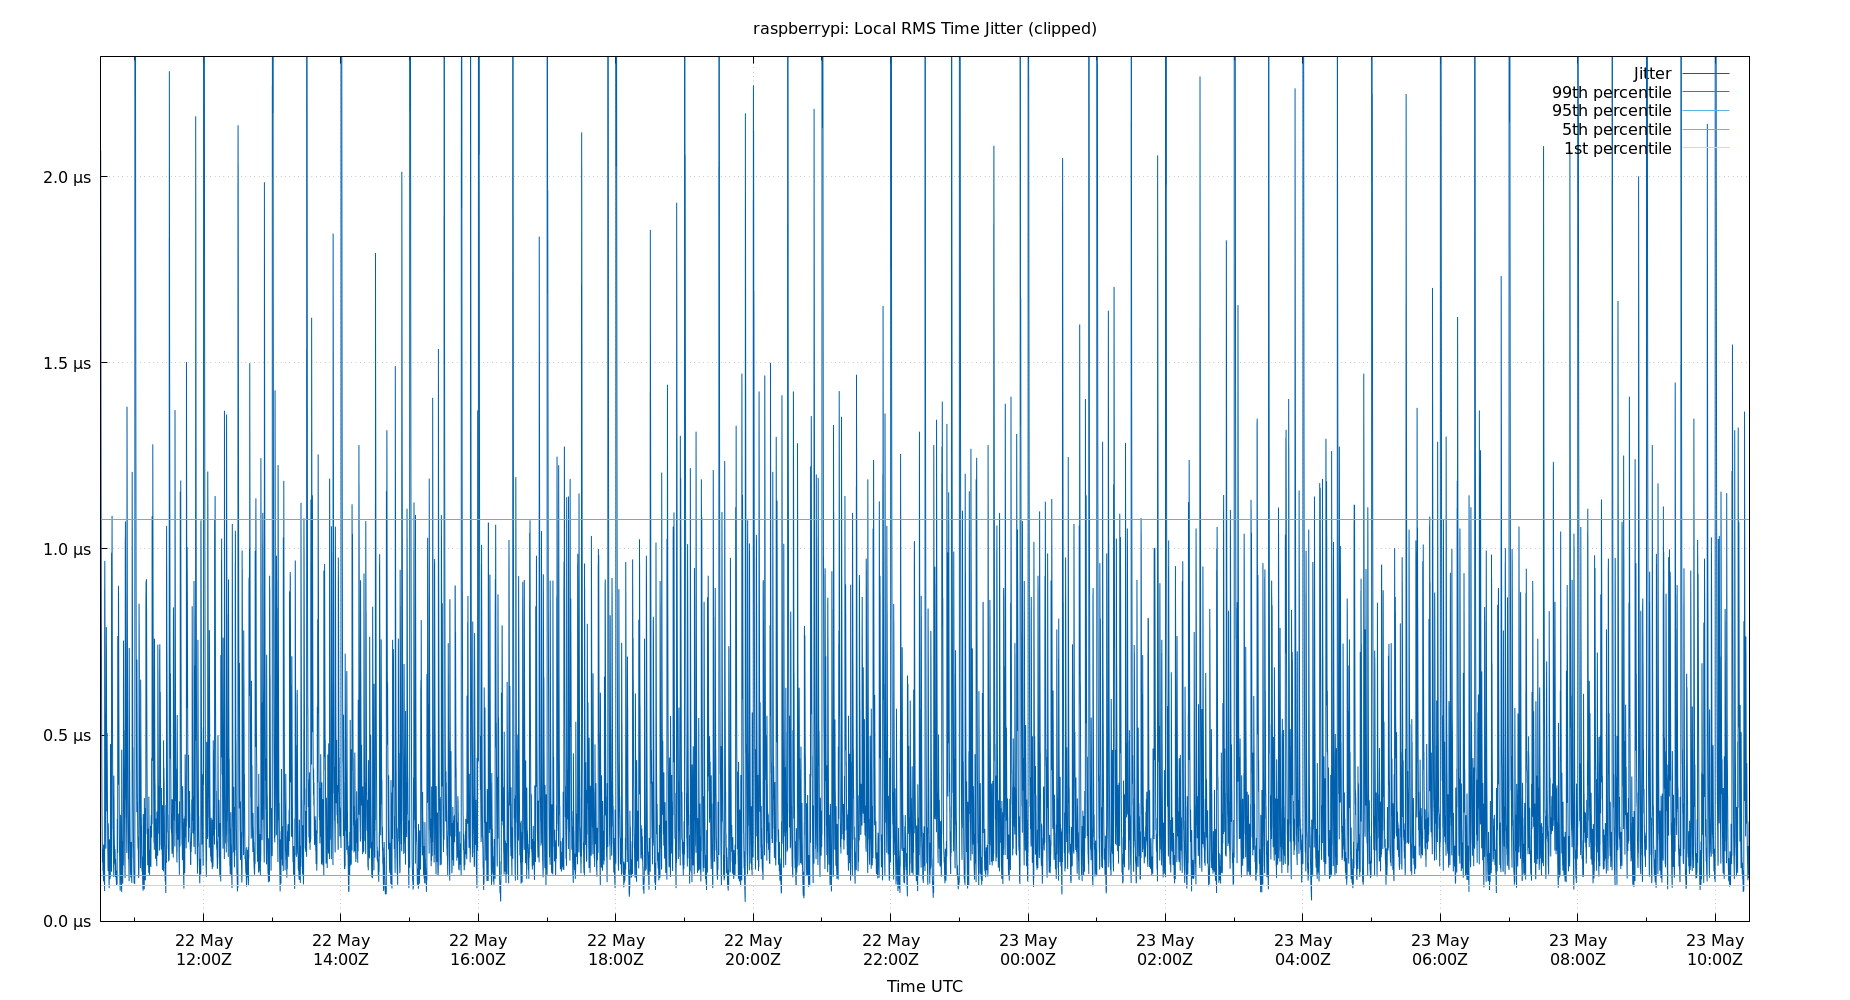 raspberrypi: Local RMS Time Jitter (clipped)
Jitter
99th percentile
95th percentile
5th percentile
1st percentile
2.0 µs
1.5 µs
1.0 µs
0.5 µs
0.0 µs
22 May 22 May 22 May 22 May 22 May 22 May 23 May 23 May 23 May 23 May 23 May 23 May
12:00Z 14:00Z 16:00Z 18:00Z 20:00Z 22:00Z 00:00Z 02:00Z 04:00Z 06:00Z 08:00Z 10:00Z
Time UTC